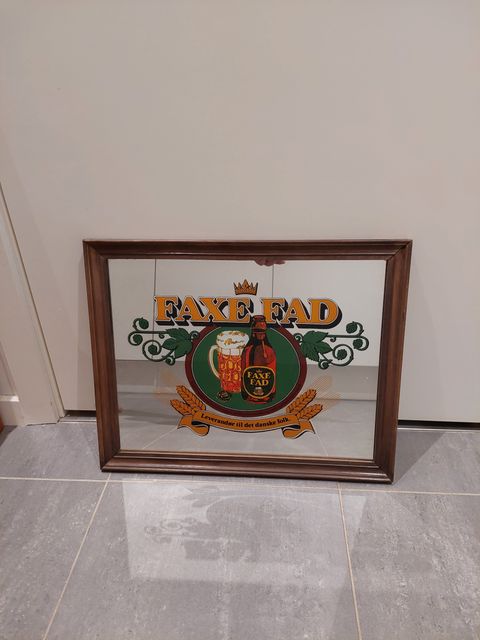 FAXE FAD
FAXE
FAD
Leverandør til det danske folk.